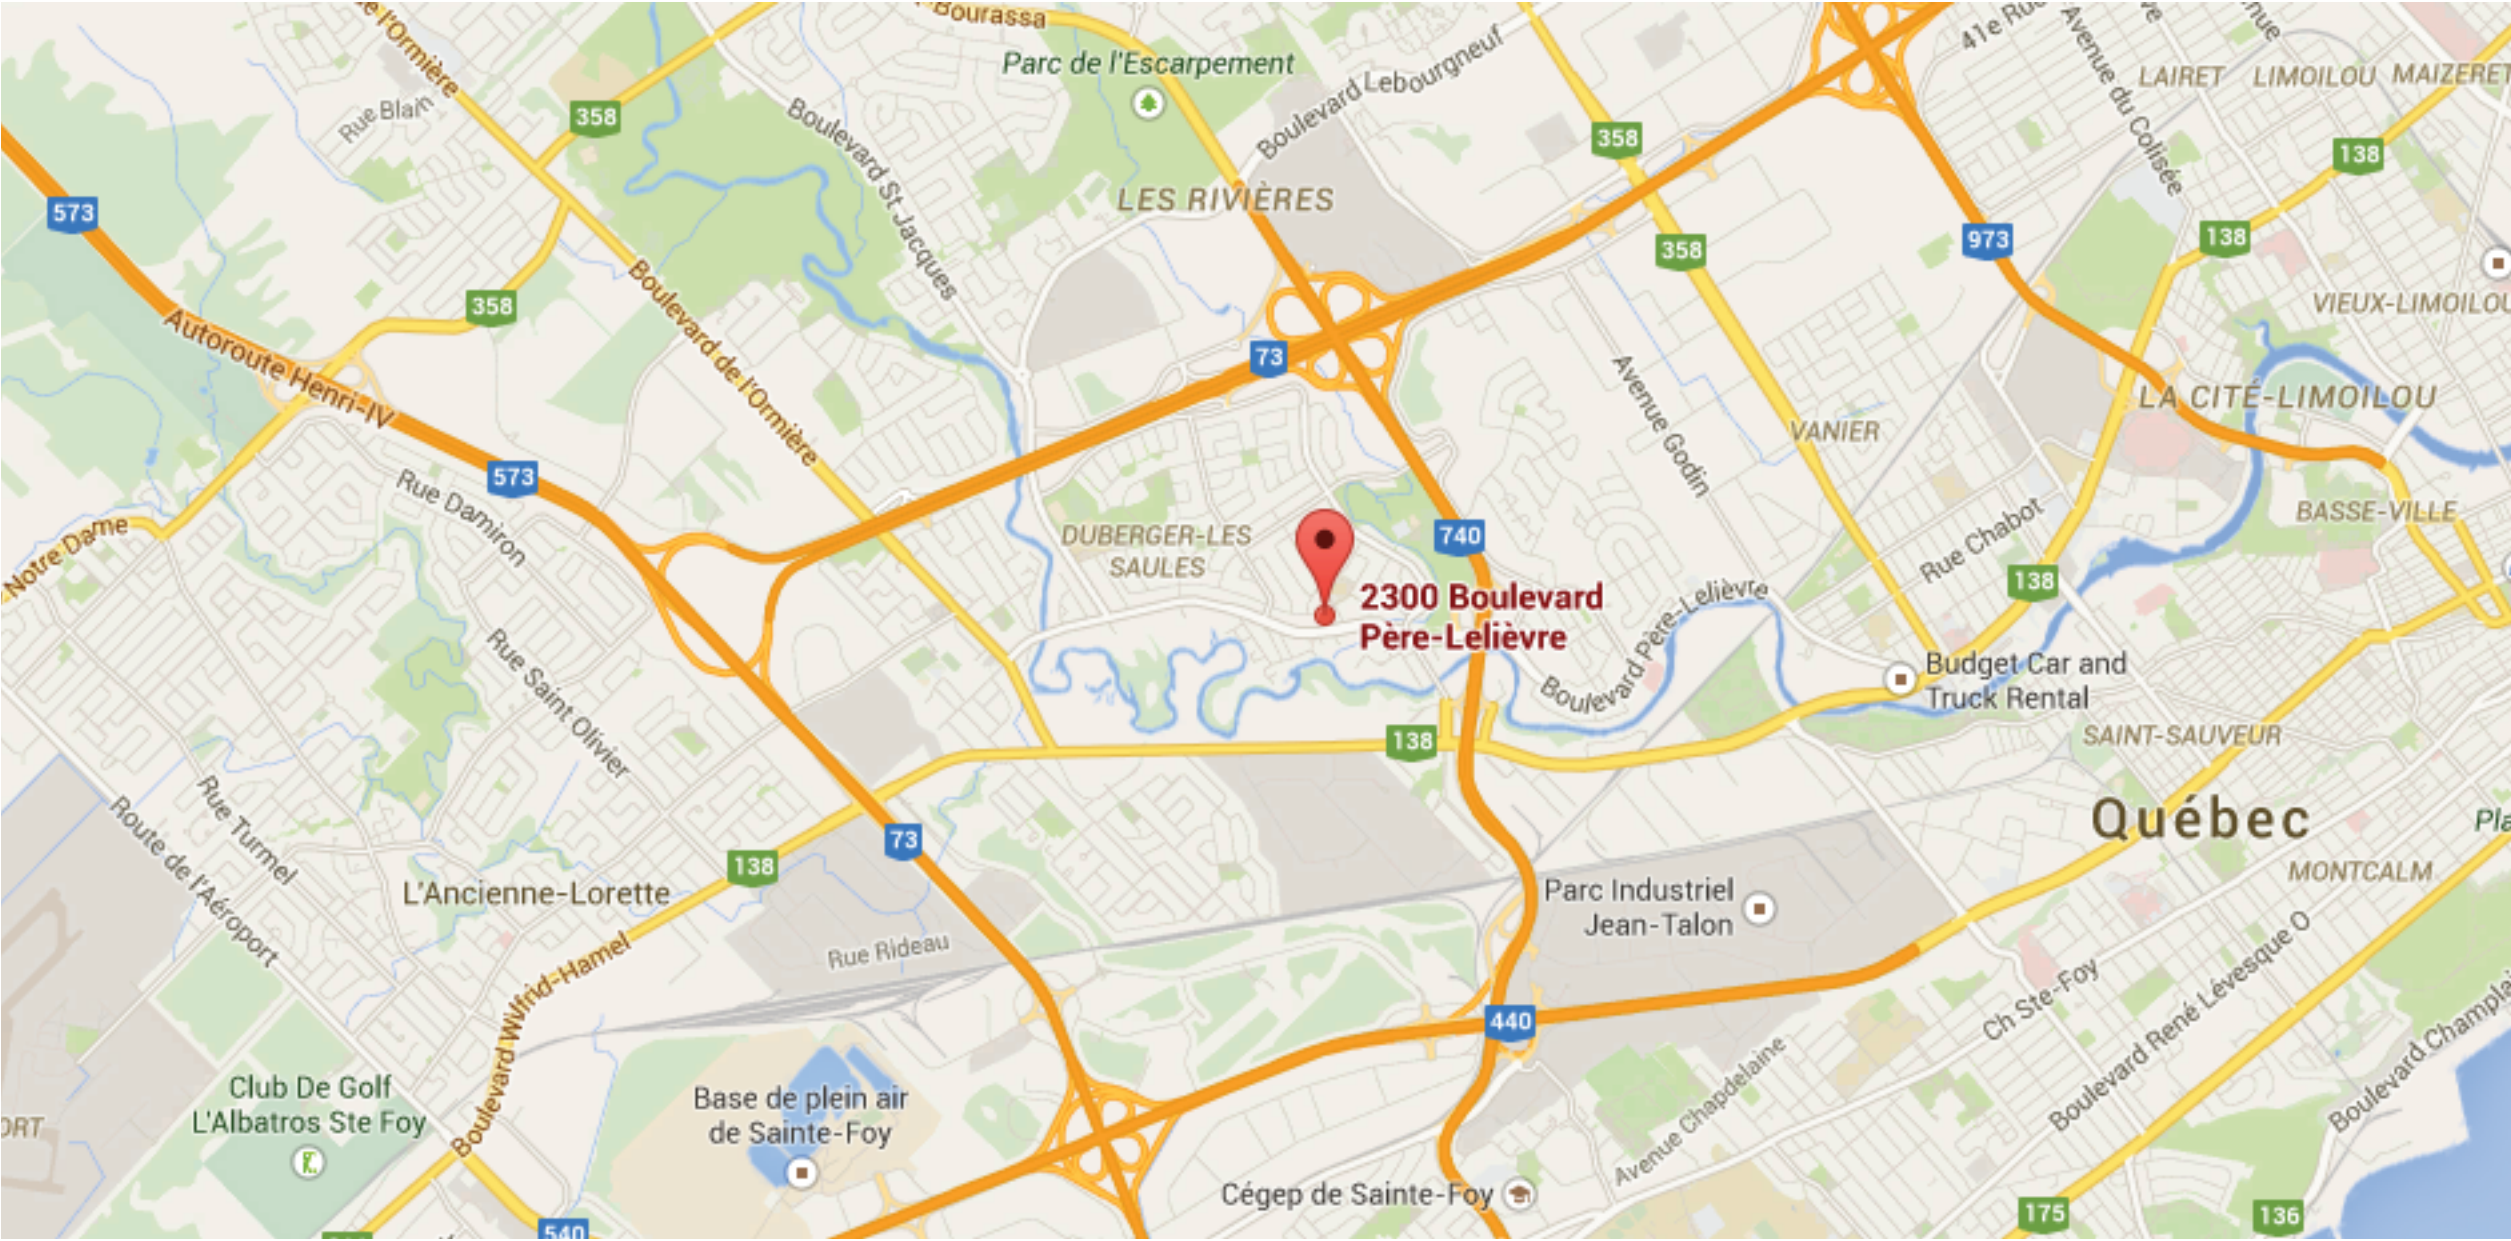 Bourassa
de l'Ormière
Parc de l'Escarpement
Boulevard Lebourgneuf
Avenue du Colisée
LAIRET
LIMOILOU
MAIZERET
Rue Blain
358
Boulevard St Jacques
358
138
LES RIVIÈRES
573
138
973
358
Boulevard de l'Ormière
358
VIEUX-LIMOILOU
Autoroute Henri-IV
73
Avenue Godin
LA CITÉ-LIMOILOU
VANIER
573
Rue Damiron
Notre Dame
DUBERGER-LES
SAULES
740
Rue Chabot
BASSE-VILLE
138
2300 Boulevard
Père-Lelièvre
Boulevard Père-Lelièvre
Budget Car and
Truck Rental
Rue Saint Olivier
138
SAINT-SAUVEUR
Rue Turmel
Route de l'Aéroport
Québec
73
138
L'Ancienne-Lorette
MONTCALM
Parc Industriel
Jean-Talon
Rue Rideau
Boulevard Wilfrid-Hamel
440
Ch Ste-Foy
Boulevard René Lévesque O
Club De Golf
L'Albatros Ste Foy
Base de plein air
de Sainte-Foy
Avenue Chapdelaine
Cégep de Sainte-Foy
175
136
540